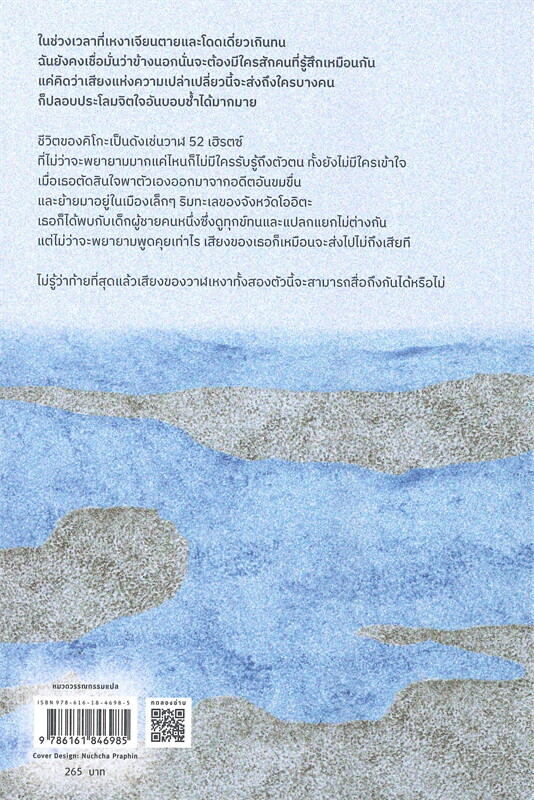 ในช่วงเวลาที่เหงาเจียนตายและโดดเดี่ยวเกินทน
ฉันยังคงเชื่อมั่นว่าข้างนอกนั่นจะต้องมีใครสักคนที่รู้สึกเหมือนกัน
แค่คิดว่าเสียงแห่งความเปล่าเปลี่ยวนี้จะส่งถึงใครบางคน
ก็ปลอบประโลมจิตใจอันบอบช้ำได้มากมาย
ชีวิตของคิโกะเป็นดังเช่นวาฬ 52 เฮิรตซ์
ที่ไม่ว่าจะพยายามมากแค่ไหนก็ไม่มีใครรับรู้ถึงตัวตน ทั้งยังไม่มีใครเข้าใจ
เมื่อเธอตัดสินใจพาตัวเองออกมาจากอดีตอันขมขื่น
และย้ายมาอยู่ในเมืองเล็กๆ ริมทะเลของจังหวัดโออิตะ
เธอก็ได้พบกับเด็กผู้ชายคนหนึ่งซึ่งดูทุกข์ทนและแปลกแยกไม่ต่างกัน
แต่ไม่ว่าจะพยายามพูดคุยเท่าไร เสียงของเธอก็เหมือนจะส่งไปไม่ถึงเสียที
ไม่รู้ว่าท้ายที่สุดแล้วเสียงของวาฬเหงาทั้งสองตัวนี้จะสามารถสื่อถึงกันได้หรือไม่
หมวดวรรณกรรมแปล
ISBN 978-616-18-4698-5
ทดลองอ่าน
9 786161 846985
Cover Design: Nuchcha Praphin
265 บาท